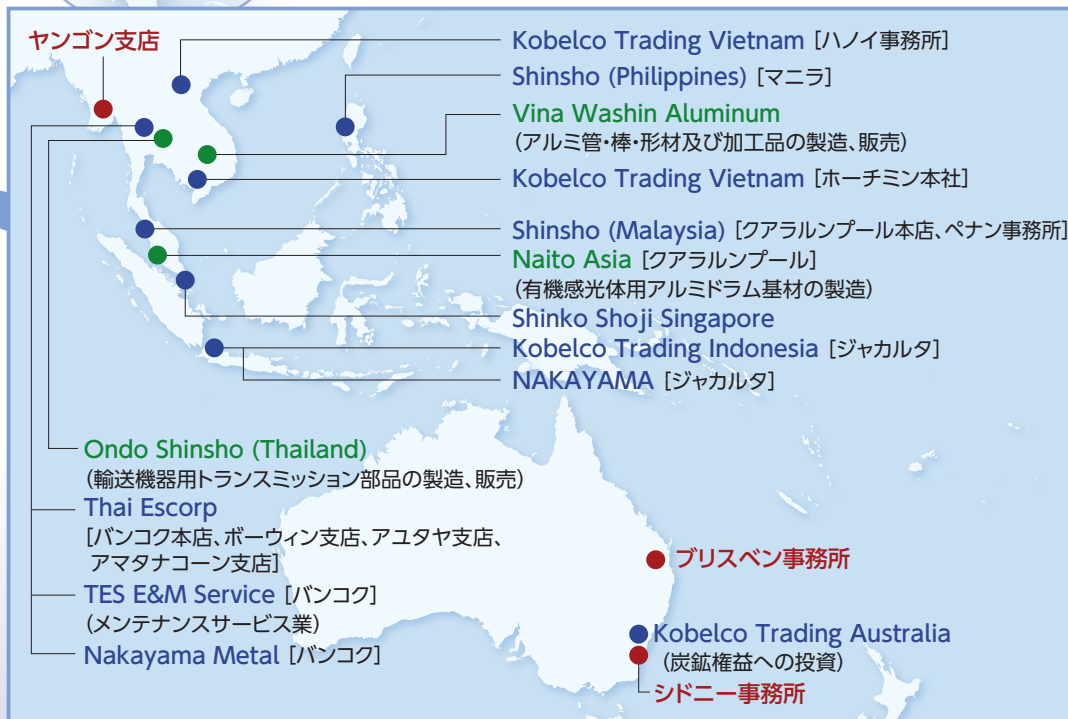 ヤンゴン支店
Kobelco Trading Vietnam [ハノイ事務所]
Shinsho (Philippines) [マニラ]
Vina Washin Aluminum
(アルミ管・棒・形材及び加工品の製造、販売)
Kobelco Trading Vietnam [ホーチミン本社]
Shinsho (Malaysia) [クアラルンプール本店、ペナン事務所]
Naito Asia [クアラルンプール]
(有機感光体用アルミドラム基材の製造)
Shinko Shoji Singapore
Kobelco Trading Indonesia [ジャカルタ]
NAKAYAMA [ジャカルタ]
Ondo Shinsho (Thailand)
(輸送機器用トランスミッション部品の製造、販売)
Thai Escorp
[バンコク本店、ボーウィン支店、アユタヤ支店、
アマタナコーン支店]
TES E&M Service [バンコク]
(メンテナンスサービス業)
Nakayama Metal [バンコク]
ブリスベン事務所
Kobelco Trading Australia
(炭鉱権益への投資)
シドニー事務所